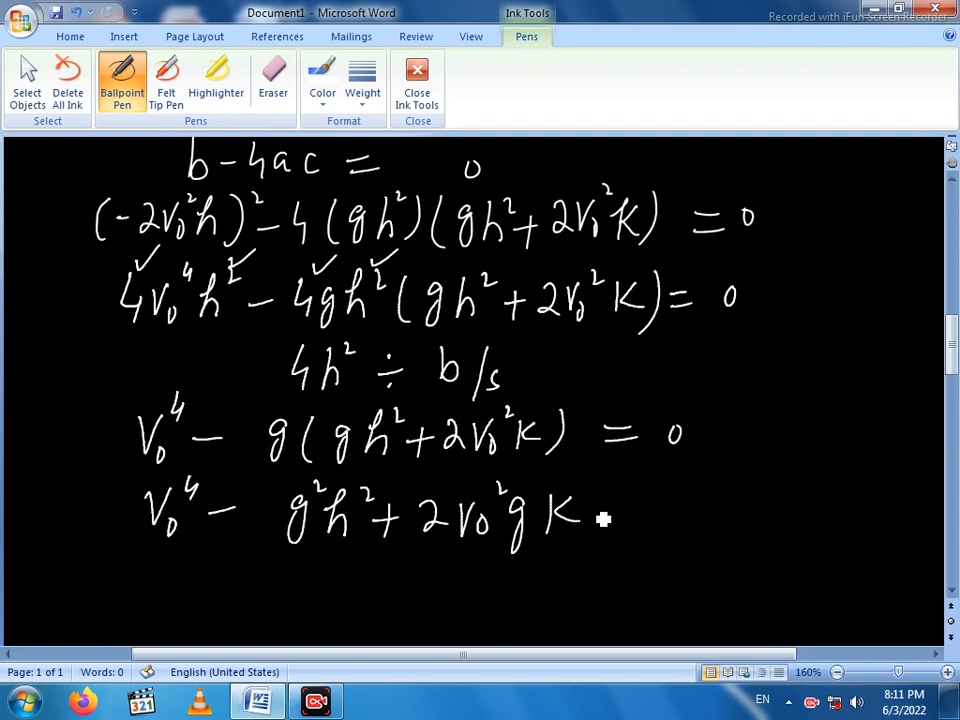 Document1 - Microsoft Word
Ink Tools
Recorded with iFun Screen Recorder
Home Insert Page Layout References Mailings Review View Pens
Select Objects
Delete All Ink
Ballpoint Pen
Felt Tip Pen
Highlighter
Eraser
Color
Weight
Close Ink Tools
Select Pens Format Close
b - 4ac = 0
(-2v₀²h)² - 4(gh²)(gh² + 2v₀²K) = 0
4v₀⁴h² - 4gh²(gh² + 2v₀²K) = 0
4h² ÷ b/s
V₀⁴ - g(gh² + 2v₀²K) = 0
V₀⁴ - g²h² + 2v₀²gK
Page: 1 of 1 Words: 0 English (United States) 160%
321
EN 8:11 PM
6/3/2022